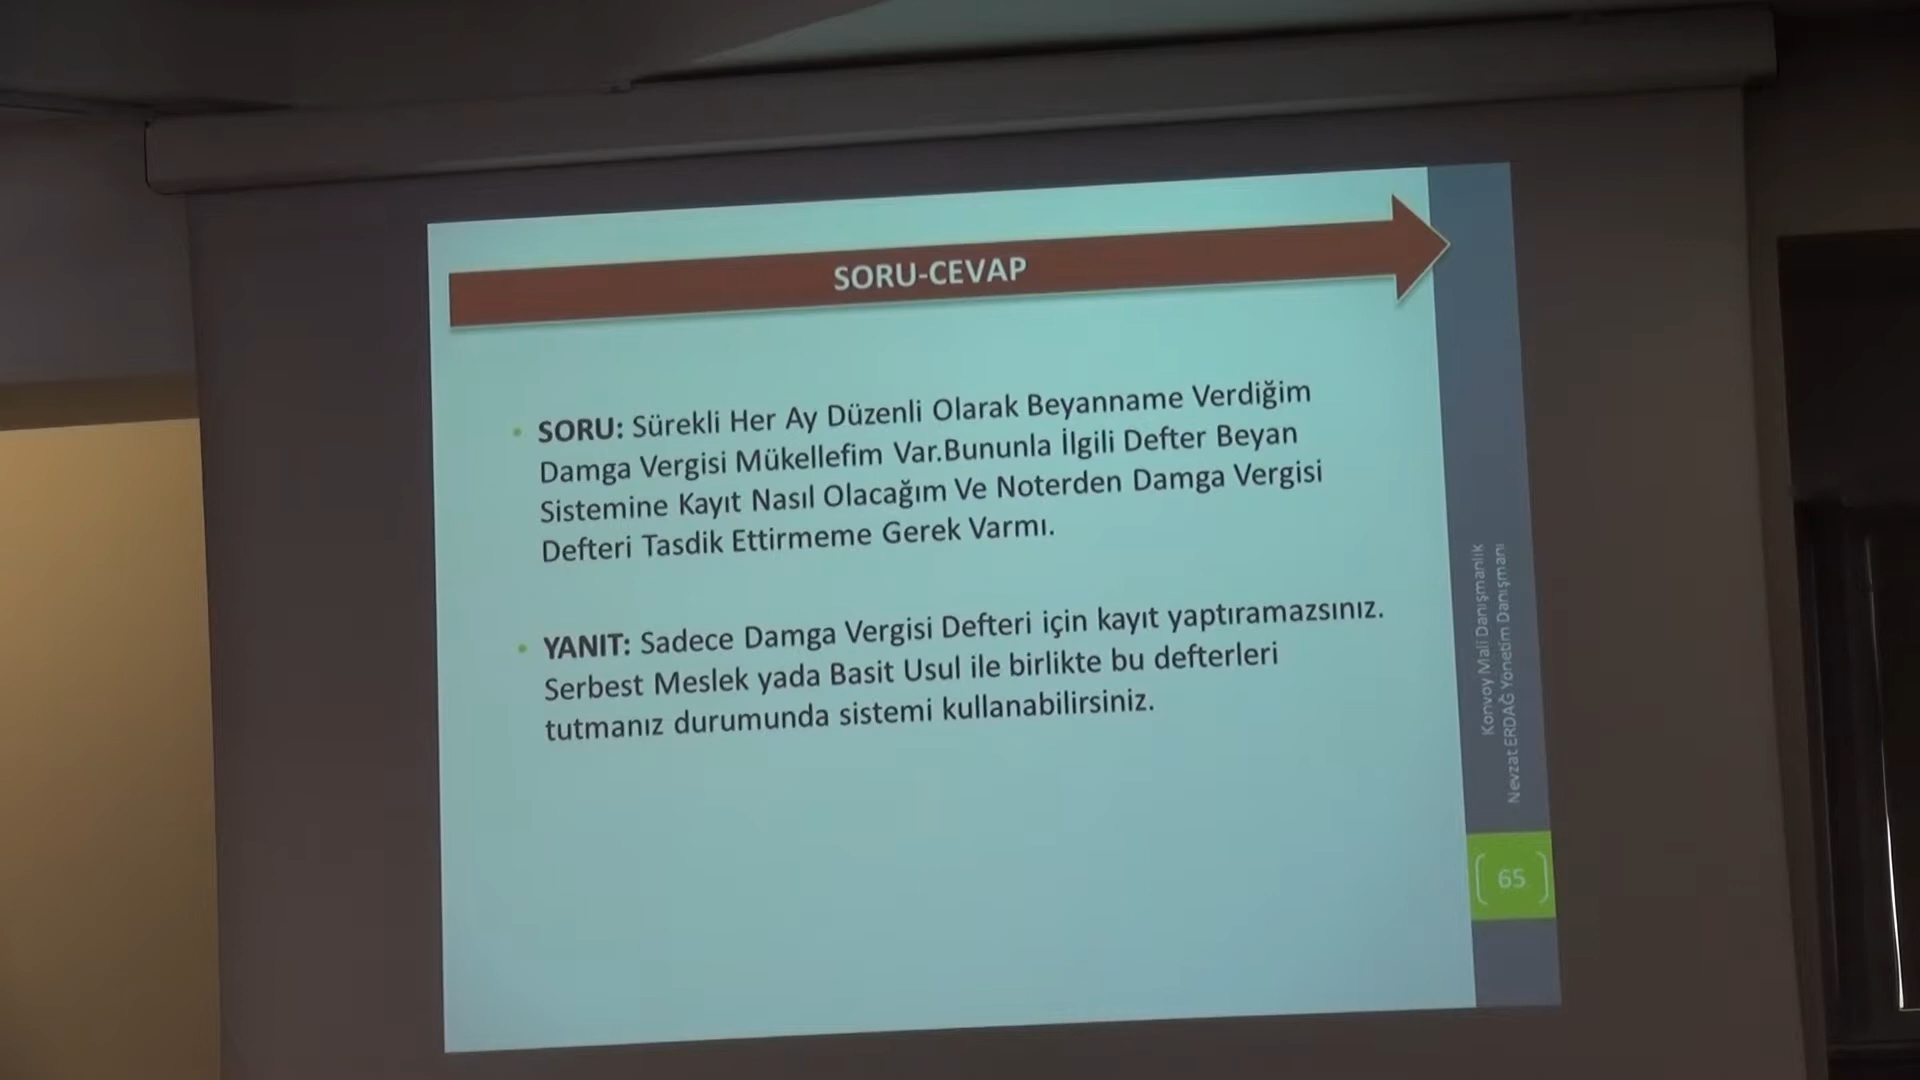 SORU-CEVAP
• SORU: Sürekli Her Ay Düzenli Olarak Beyanname Verdiğim
Damga Vergisi Mükellefim Var.Bununla İlgili Defter Beyan
Sistemine Kayıt Nasıl Olacağım Ve Noterden Damga Vergisi
Defteri Tasdik Ettirmeme Gerek Varmı.
• YANIT: Sadece Damga Vergisi Defteri için kayıt yaptıramazsınız.
Serbest Meslek yada Basit Usul ile birlikte bu defterleri
tutmanız durumunda sistemi kullanabilirsiniz.
Konvoy Mali Danışmanlık
Nevzat ERDAĞ Yönetim Danışmanı
65